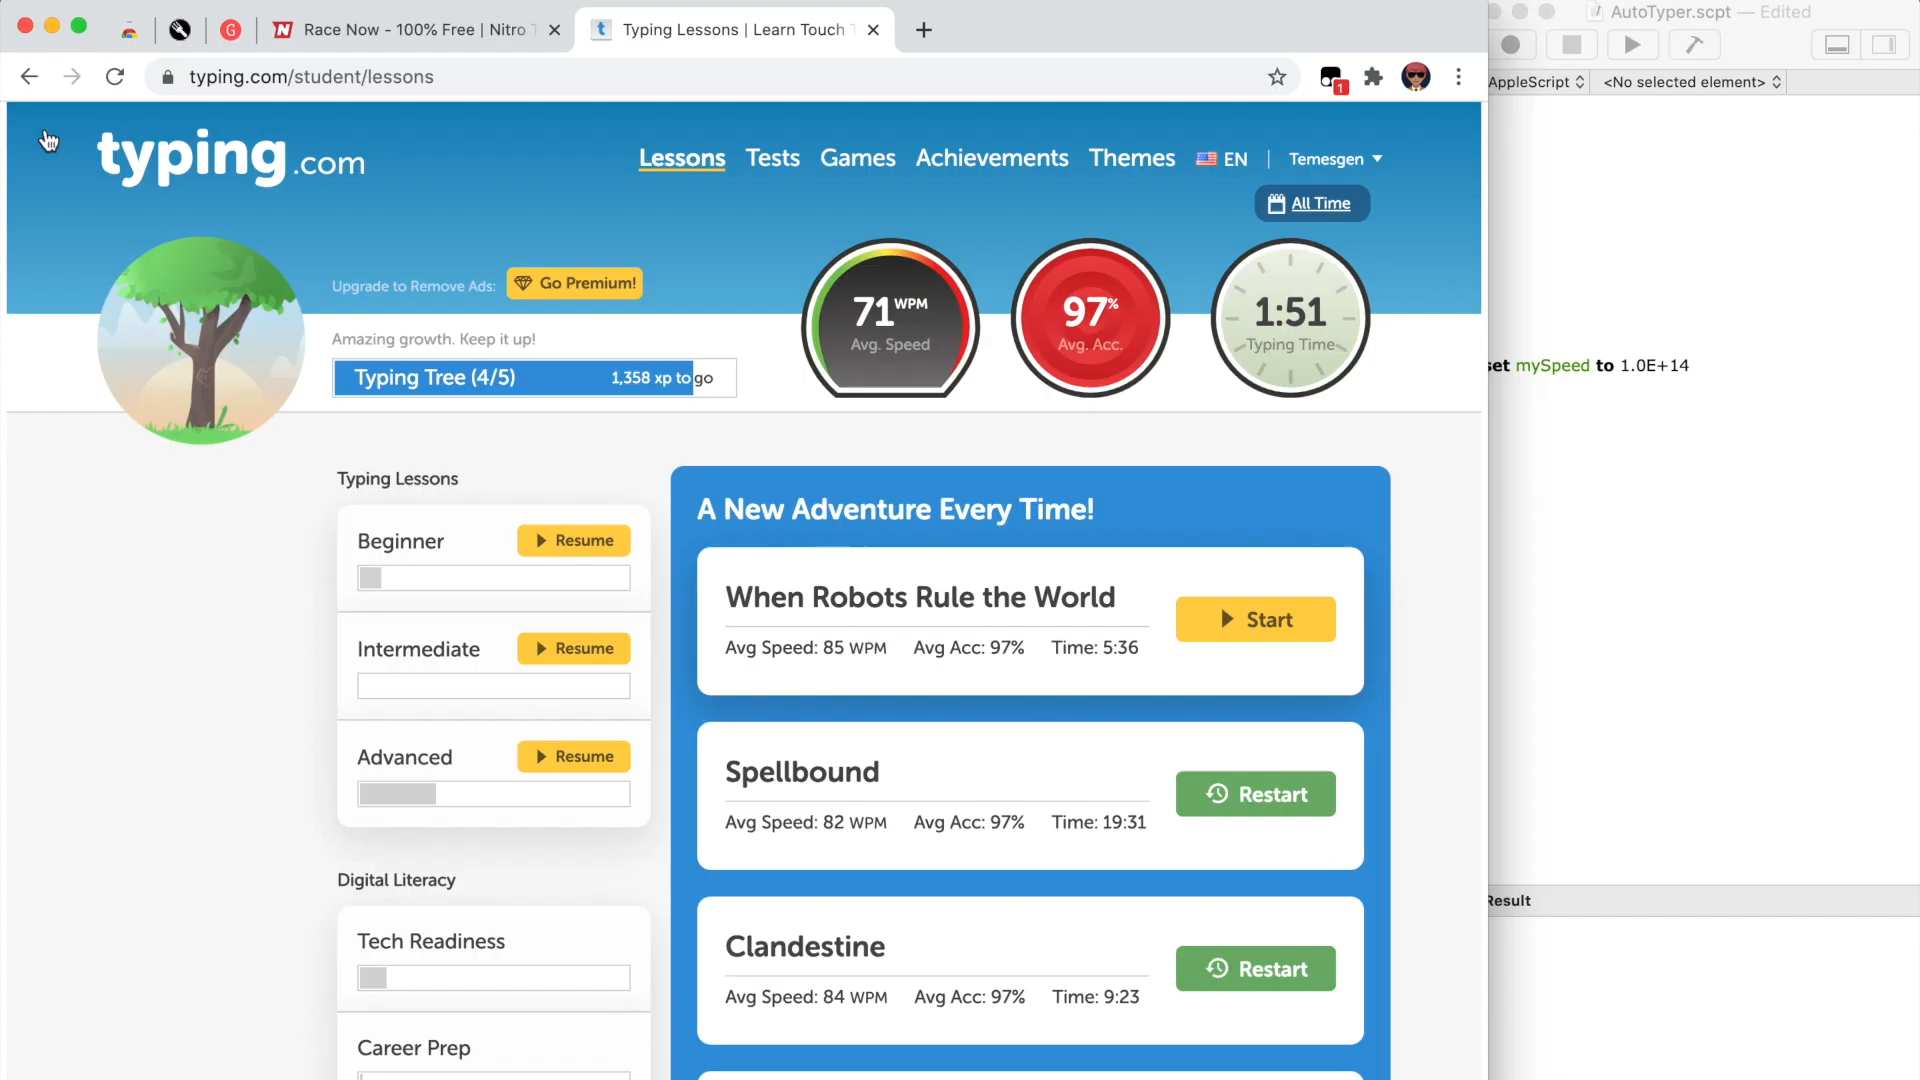 Race Now - 100% Free | Nitro T
Typing Lessons | Learn Touch T
AutoTyper.scpt — Edited
typing.com/student/lessons
1
AppleScript
<No selected element>
typing.com
Lessons
Tests
Games
Achievements
Themes
EN
|
Temesgen
All Time
Upgrade to Remove Ads:
Go Premium!
71 WPM
Avg. Speed
97%
Avg. Acc.
1:51
Typing Time
Amazing growth. Keep it up!
Typing Tree (4/5)
1,358 xp to go
set mySpeed to 1.0E+14
Typing Lessons
Beginner
Resume
Intermediate
Resume
Advanced
Resume
Digital Literacy
Tech Readiness
Career Prep
A New Adventure Every Time!
When Robots Rule the World
Start
Avg Speed: 85 WPM Avg Acc: 97% Time: 5:36
Spellbound
Restart
Avg Speed: 82 WPM Avg Acc: 97% Time: 19:31
Clandestine
Restart
Avg Speed: 84 WPM Avg Acc: 97% Time: 9:23
Result